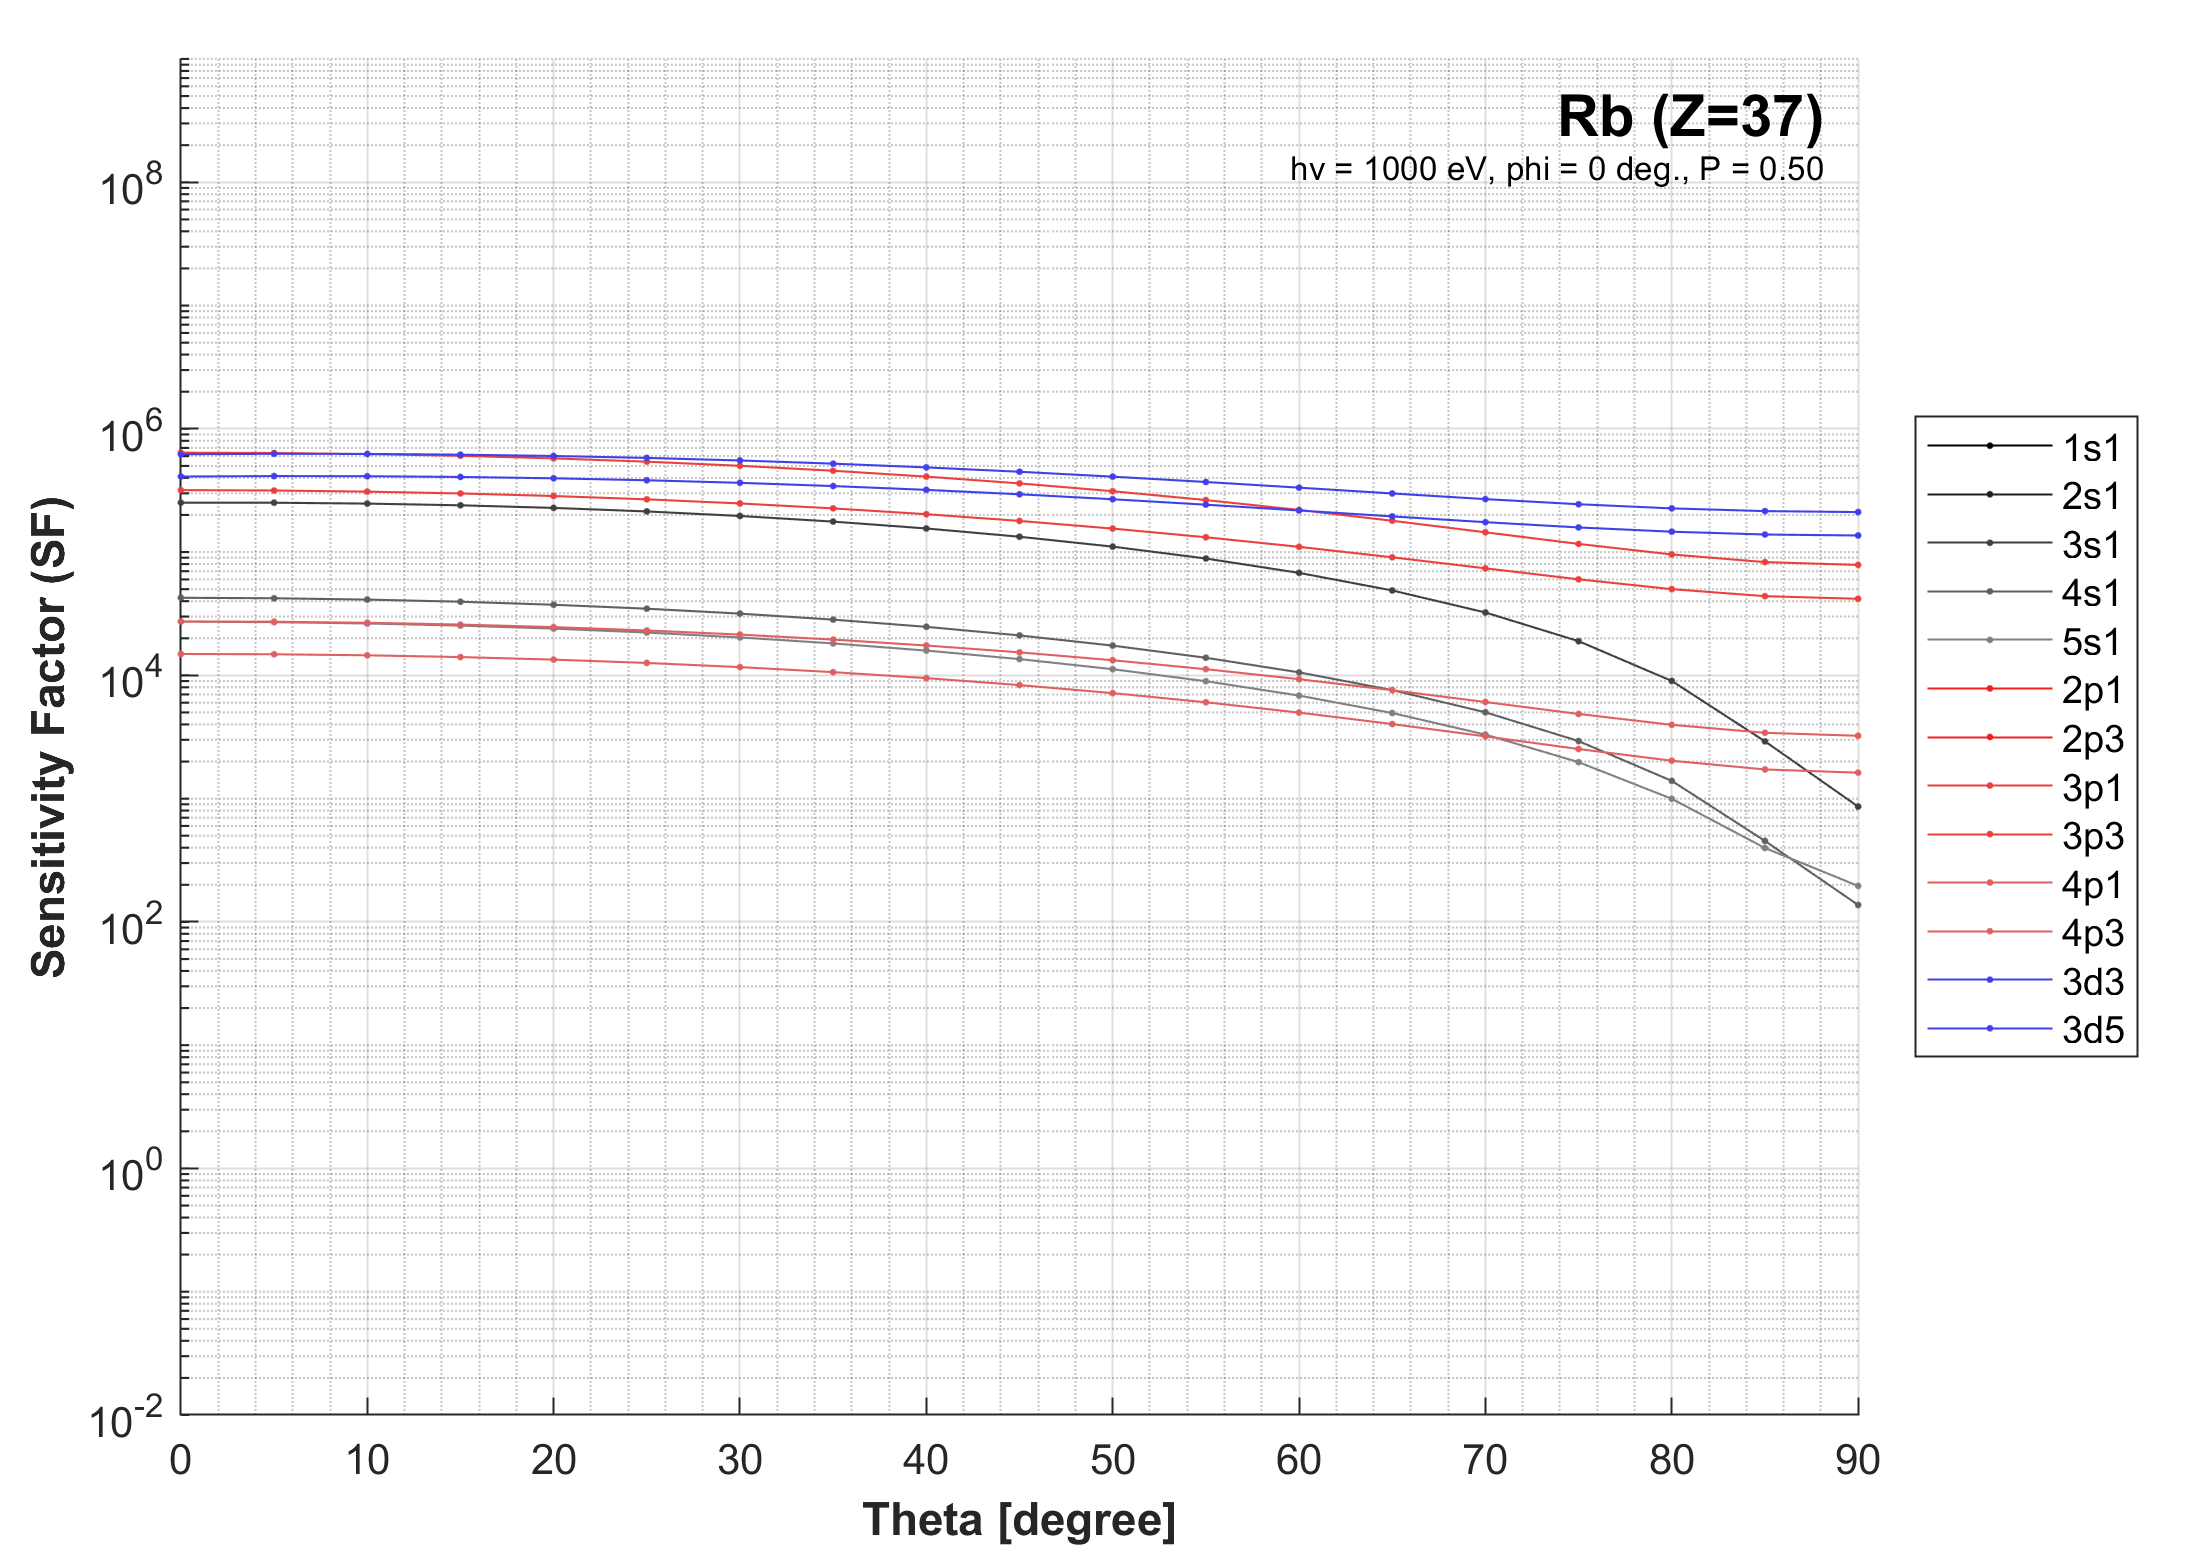 Rb (Z=37)
hv = 1000 eV, phi = 0 deg., P = 0.50
Sensitivity Factor (SF)
10^8
10^6
10^4
10^2
10^0
10^-2
0 10 20 30 40 50 60 70 80 90
Theta [degree]
1s1
2s1
3s1
4s1
5s1
2p1
2p3
3p1
3p3
4p1
4p3
3d3
3d5